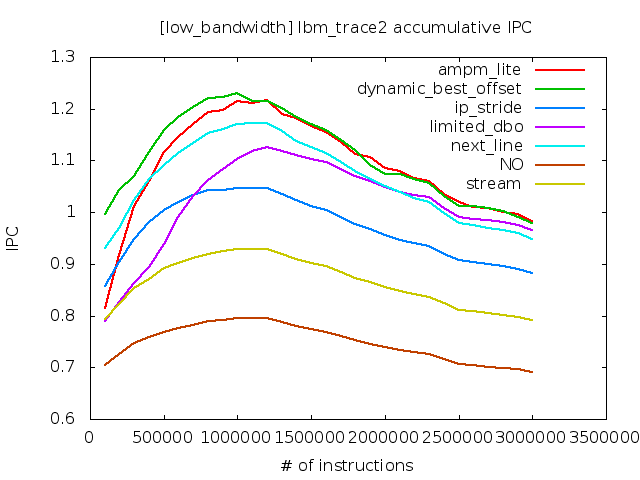 [low_bandwidth] lbm_trace2 accumulative IPC
1.3
1.2
1.1
1
0.9
0.8
0.7
0.6
IPC
ampm_lite
dynamic_best_offset
ip_stride
limited_dbo
next_line
NO
stream
0 500000 1000000 1500000 2000000 2500000 3000000 3500000
# of instructions